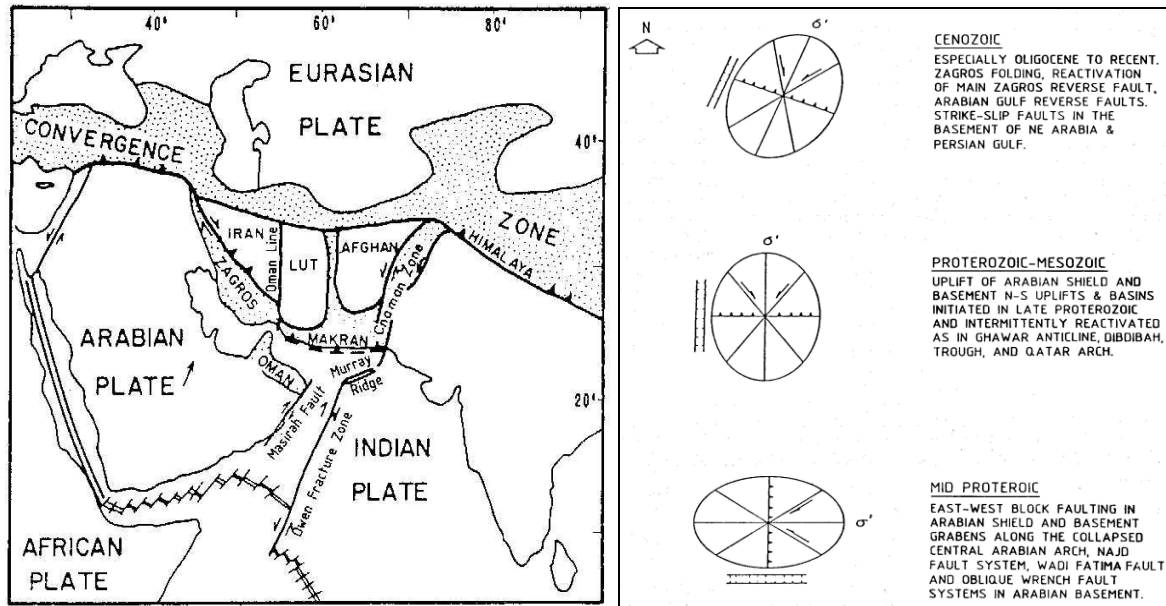 40°
60°
80°
EURASIAN
PLATE
CONVERGENCE
40°
ZONE
IRAN
Oman Line
LUT
AFGHAN
Chaman Zone
HIMALAYA
ZAGROS
MAKRAN
ARABIAN
PLATE
OMAN
Murray
Ridge
20°
Masirah Fault
Owen Fracture Zone
INDIAN
PLATE
AFRICAN
PLATE
N
σ'
CENOZOIC
ESPECIALLY OLIGOCENE TO RECENT.
ZAGROS FOLDING, REACTIVATION
OF MAIN ZAGROS REVERSE FAULT,
ARABIAN GULF REVERSE FAULTS.
STRIKE-SLIP FAULTS IN THE
BASEMENT OF NE ARABIA &
PERSIAN GULF.
σ'
PROTEROZOIC-MESOZOIC
UPLIFT OF ARABIAN SHIELD AND
BASEMENT N-S UPLIFTS & BASINS
INITIATED IN LATE PROTEROZOIC
AND INTERMITTENTLY REACTIVATED
AS IN GHAWAR ANTICLINE, DIBDIBAH,
TROUGH, AND QATAR ARCH.
σ'
MID PROTEROIC
EAST-WEST BLOCK FAULTING IN
ARABIAN SHIELD AND BASEMENT
GRABENS ALONG THE COLLAPSED
CENTRAL ARABIAN ARCH, NAJD
FAULT SYSTEM, WADI FATIMA FAULT
AND OBLIQUE WRENCH FAULT
SYSTEMS IN ARABIAN BASEMENT.